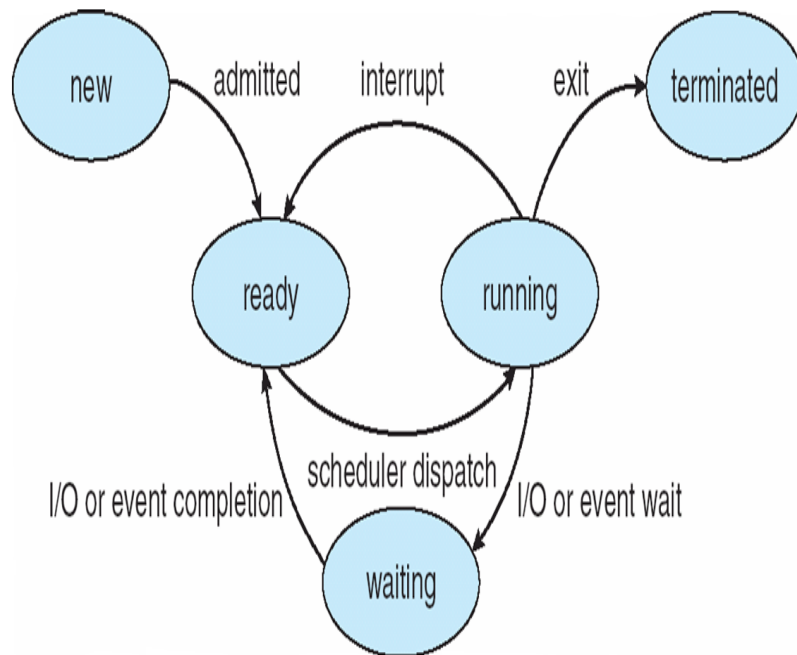 new
admitted
interrupt
exit
terminated
ready
running
scheduler dispatch
I/O or event completion
I/O or event wait
waiting